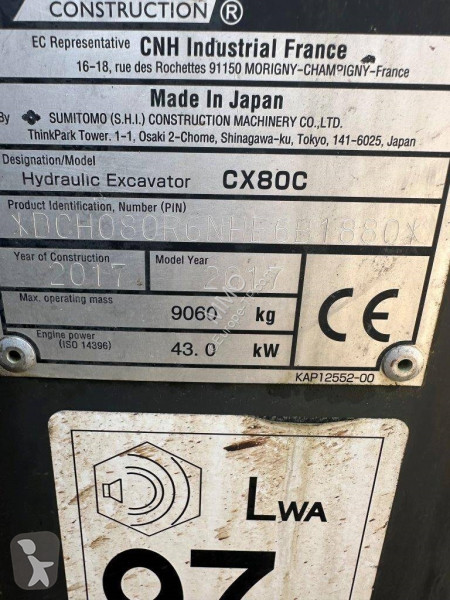 CONSTRUCTION ®
EC Representative CNH Industrial France
16-18, rue des Rochettes 91150 MORIGNY-CHAMPIGNY-France
Made In Japan
By SUMITOMO (S.H.I.) CONSTRUCTION MACHINERY CO.,LTD.
ThinkPark Tower. 1-1, Osaki 2-Chome, Shinagawa-ku, Tokyo, 141-6025, Japan
Designation/Model
Hydraulic Excavator CX80C
Product Identification, Number (PIN)
Year of Construction 2017 Model Year 2017
Max. operating mass 9060 kg
Engine power (ISO 14396) 43.0 kW
CE
KAP12552-00
LWA
97